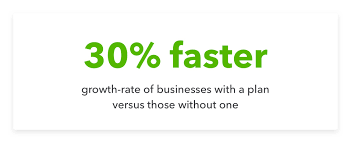 30% faster
growth-rate of businesses with a plan
versus those without one